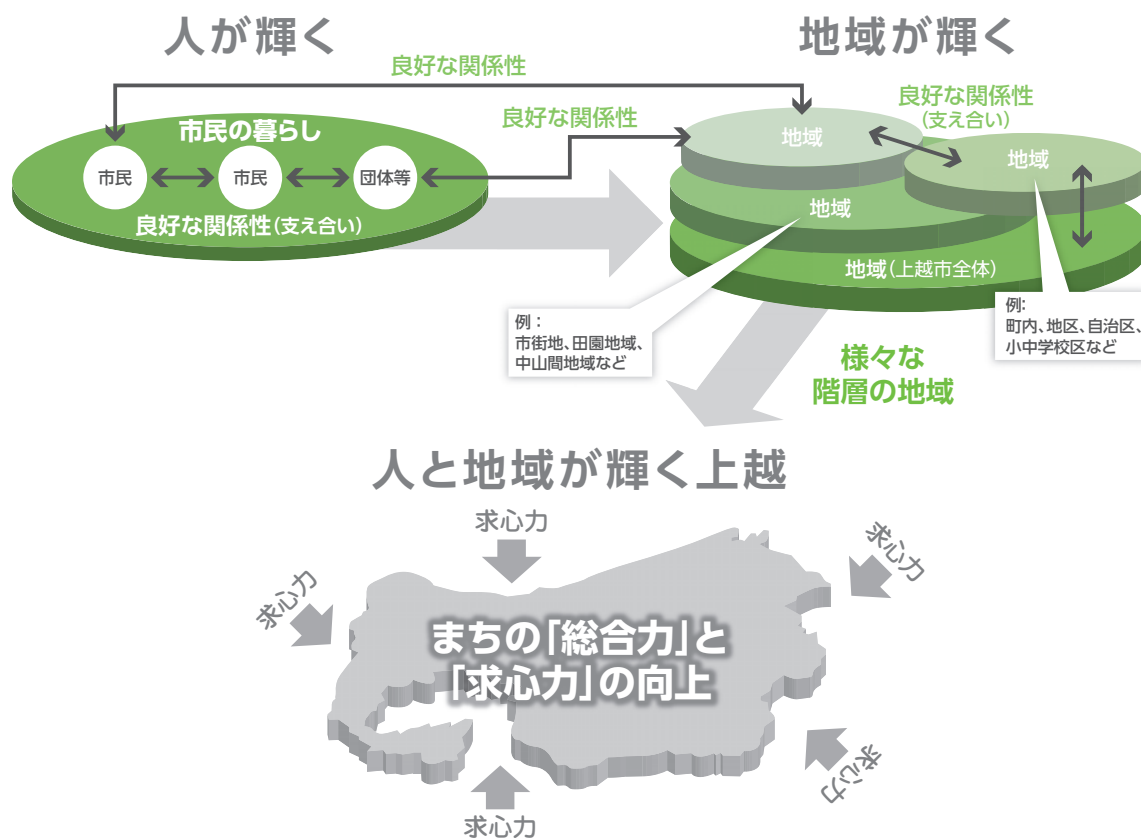 人が輝く
地域が輝く
良好な関係性
良好な関係性
良好な関係性
(支え合い)
市民の暮らし
市民
市民
団体等
良好な関係性(支え合い)
地域
地域
地域
地域(上越市全体)
例:
市街地、田園地域、
中山間地域など
例:
町内、地区、自治区、
小中学校区など
様々な
階層の地域
人と地域が輝く上越
求心力
求心力
求心力
まちの「総合力」と
「求心力」の向上
求心力
求心力